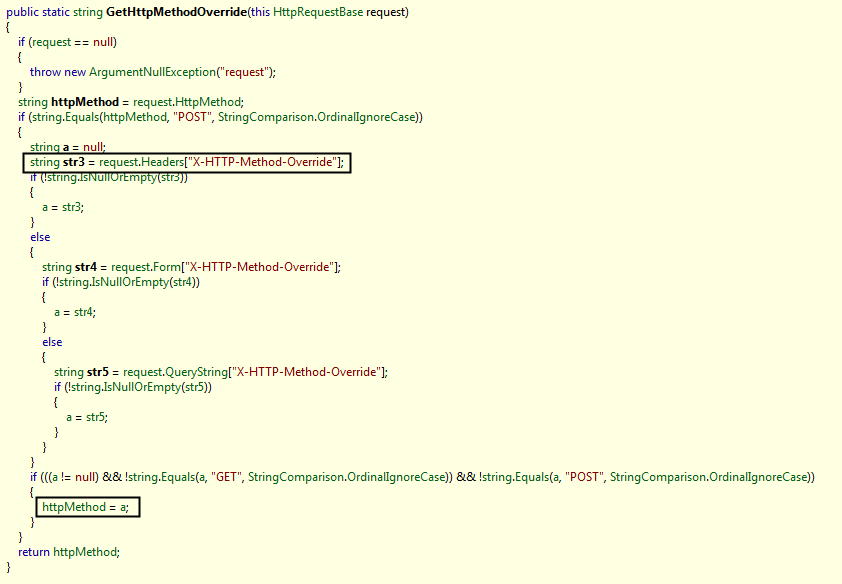 public static string GetHttpMethodOverride(this HttpRequestBase request)
{
if (request == null)
{
throw new ArgumentNullException("request");
}
string httpMethod = request.HttpMethod;
if (string.Equals(httpMethod, "POST", StringComparison.OrdinalIgnoreCase))
{
string a = null;
string str3 = request.Headers["X-HTTP-Method-Override"];
if (!string.IsNullOrEmpty(str3))
{
a = str3;
}
else
{
string str4 = request.Form["X-HTTP-Method-Override"];
if (!string.IsNullOrEmpty(str4))
{
a = str4;
}
else
{
string str5 = request.QueryString["X-HTTP-Method-Override"];
if (!string.IsNullOrEmpty(str5))
{
a = str5;
}
}
}
if (((a != null) && !string.Equals(a, "GET", StringComparison.OrdinalIgnoreCase)) && !string.Equals(a, "POST", StringComparison.OrdinalIgnoreCase))
{
httpMethod = a;
}
}
return httpMethod;
}